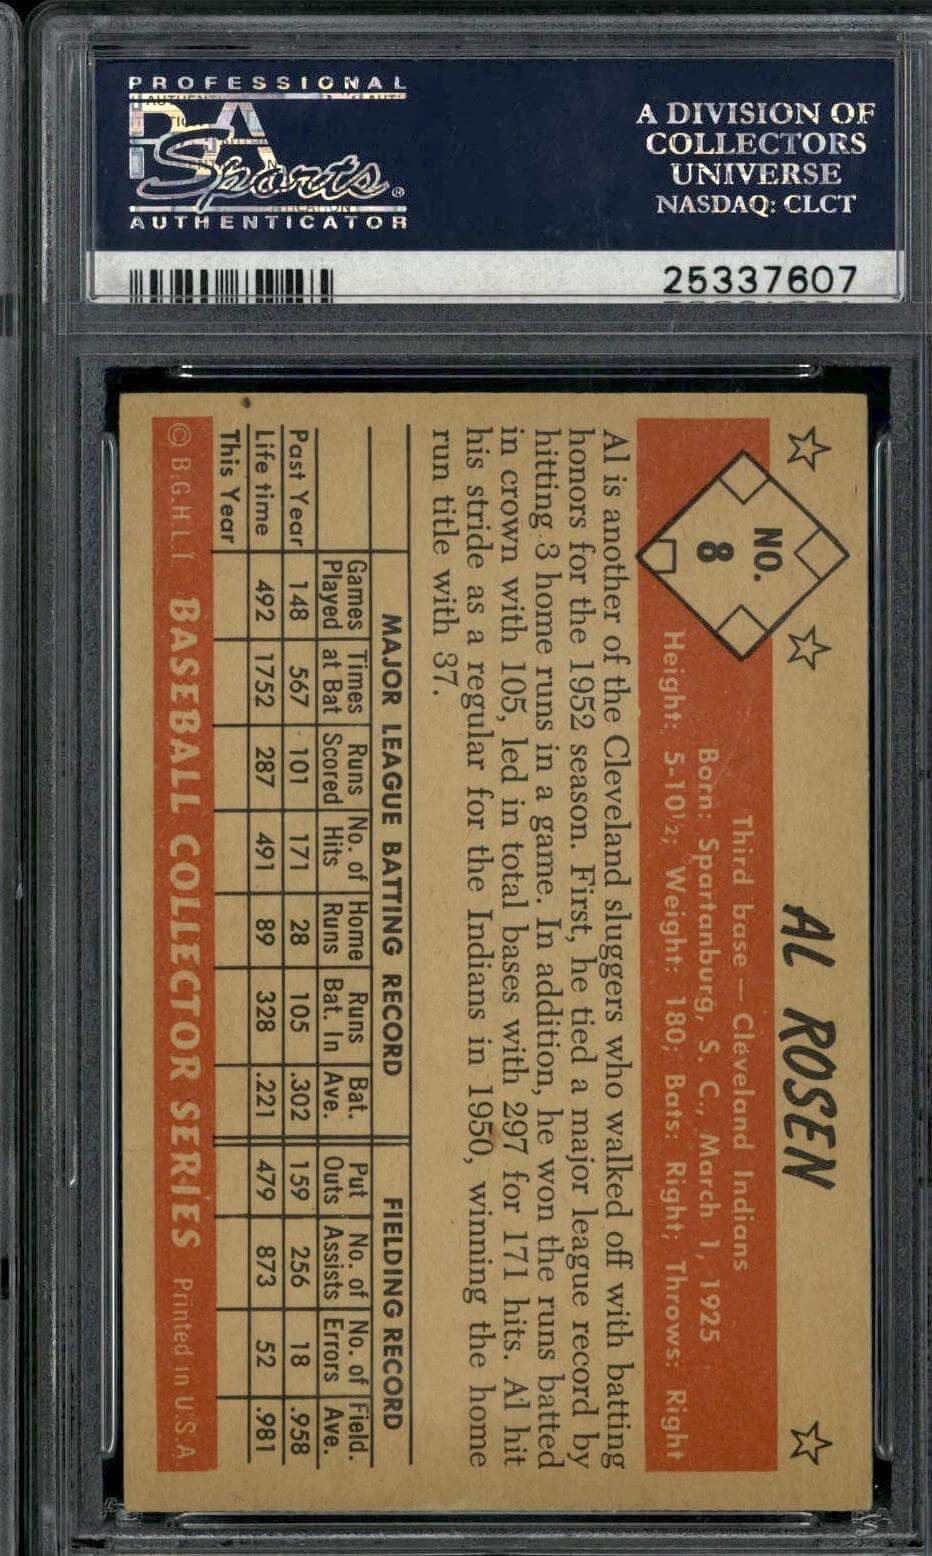 PROFESSIONAL
PSA
Sports®
AUTHENTICATOR
A DIVISION OF
COLLECTORS
UNIVERSE
NASDAQ: CLCT
25337607
NO.
8
AL ROSEN
Third base — Cleveland Indians
Born: Spartanburg, S. C., March 1, 1925
Height: 5-10½; Weight: 180; Bats: Right; Throws: Right
Al is another of the Cleveland sluggers who walked off with batting
honors for the 1952 season. First, he tied a major league record by
hitting 3 home runs in a game. In addition, he won the runs batted
in crown with 105, led in total bases with 297 for 171 hits. Al hit
his stride as a regular for the Indians in 1950, winning the home
run title with 37.
MAJOR LEAGUE BATTING RECORD FIELDING RECORD
Games Times Runs No. of Home Runs Bat. Put No. of No. of Field.
Played at Bat Scored Hits Runs Bat. In Ave. Outs Assists Errors Ave.
Past Year 148 567 101 171 28 105 .302 159 256 18 .958
Life time 492 1752 287 491 89 328 .221 479 873 52 .981
This Year
© B.G.H.L.I. BASEBALL COLLECTOR SERIES Printed in U.S.A